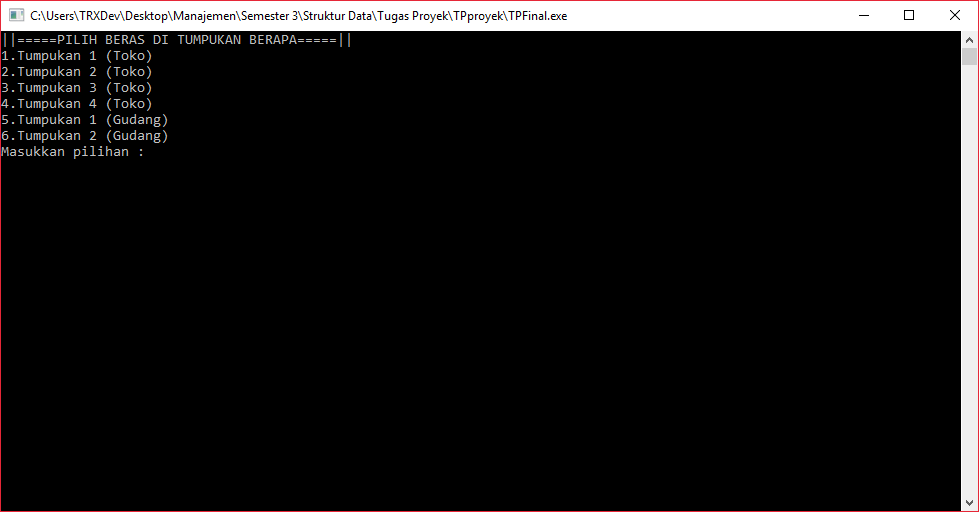 C:\Users\TRXDev\Desktop\Manajemen\Semester 3\Struktur Data\Tugas Proyek\TPproyek\TPFinal.exe
||=====PILIH BERAS DI TUMPUKAN BERAPA=====||
1.Tumpukan 1 (Toko)
2.Tumpukan 2 (Toko)
3.Tumpukan 3 (Toko)
4.Tumpukan 4 (Toko)
5.Tumpukan 1 (Gudang)
6.Tumpukan 2 (Gudang)
Masukkan pilihan :